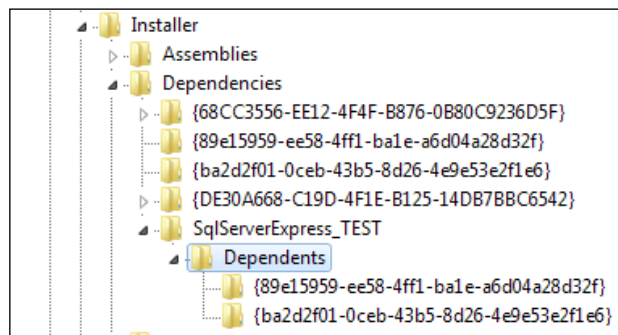 Installer
Assemblies
Dependencies
{68CC3556-EE12-4F4F-B876-0B80C9236D5F}
{89e15959-ee58-4ff1-ba1e-a6d04a28d32f}
{ba2d2f01-0ceb-43b5-8d26-4e9e53e2f1e6}
{DE30A668-C19D-4F1E-B125-14DB7BBC6542}
SqlServerExpress_TEST
Dependents
{89e15959-ee58-4ff1-ba1e-a6d04a28d32f}
{ba2d2f01-0ceb-43b5-8d26-4e9e53e2f1e6}